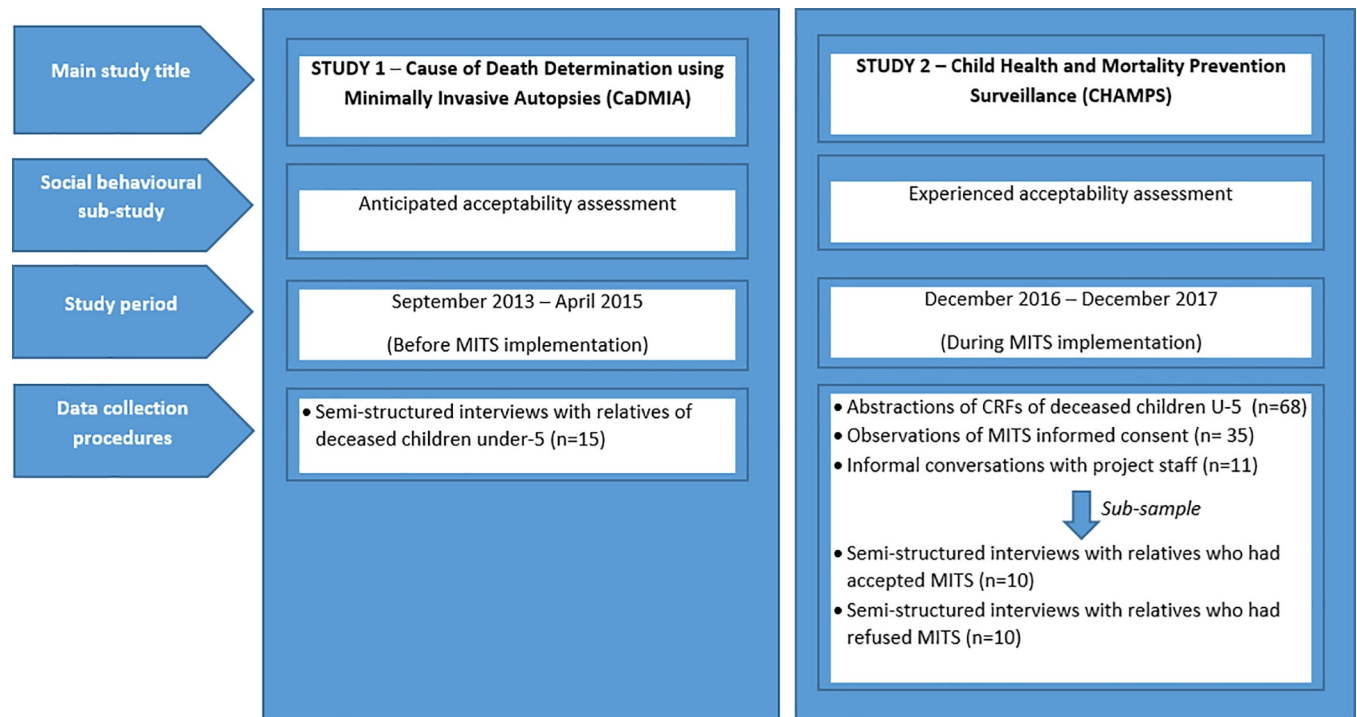 Main study title
STUDY 1 – Cause of Death Determination using
Minimally Invasive Autopsies (CaDMIA)
STUDY 2 – Child Health and Mortality Prevention
Surveillance (CHAMPS)
Social behavioural
sub-study
Anticipated acceptability assessment
Experienced acceptability assessment
Study period
September 2013 – April 2015
(Before MITS implementation)
December 2016 – December 2017
(During MITS implementation)
Data collection
procedures
• Semi-structured interviews with relatives of
deceased children under-5 (n=15)
• Abstractions of CRFs of deceased children U-5 (n=68)
• Observations of MITS informed consent (n= 35)
• Informal conversations with project staff (n=11)
Sub-sample
• Semi-structured interviews with relatives who had
accepted MITS (n=10)
• Semi-structured interviews with relatives who had
refused MITS (n=10)